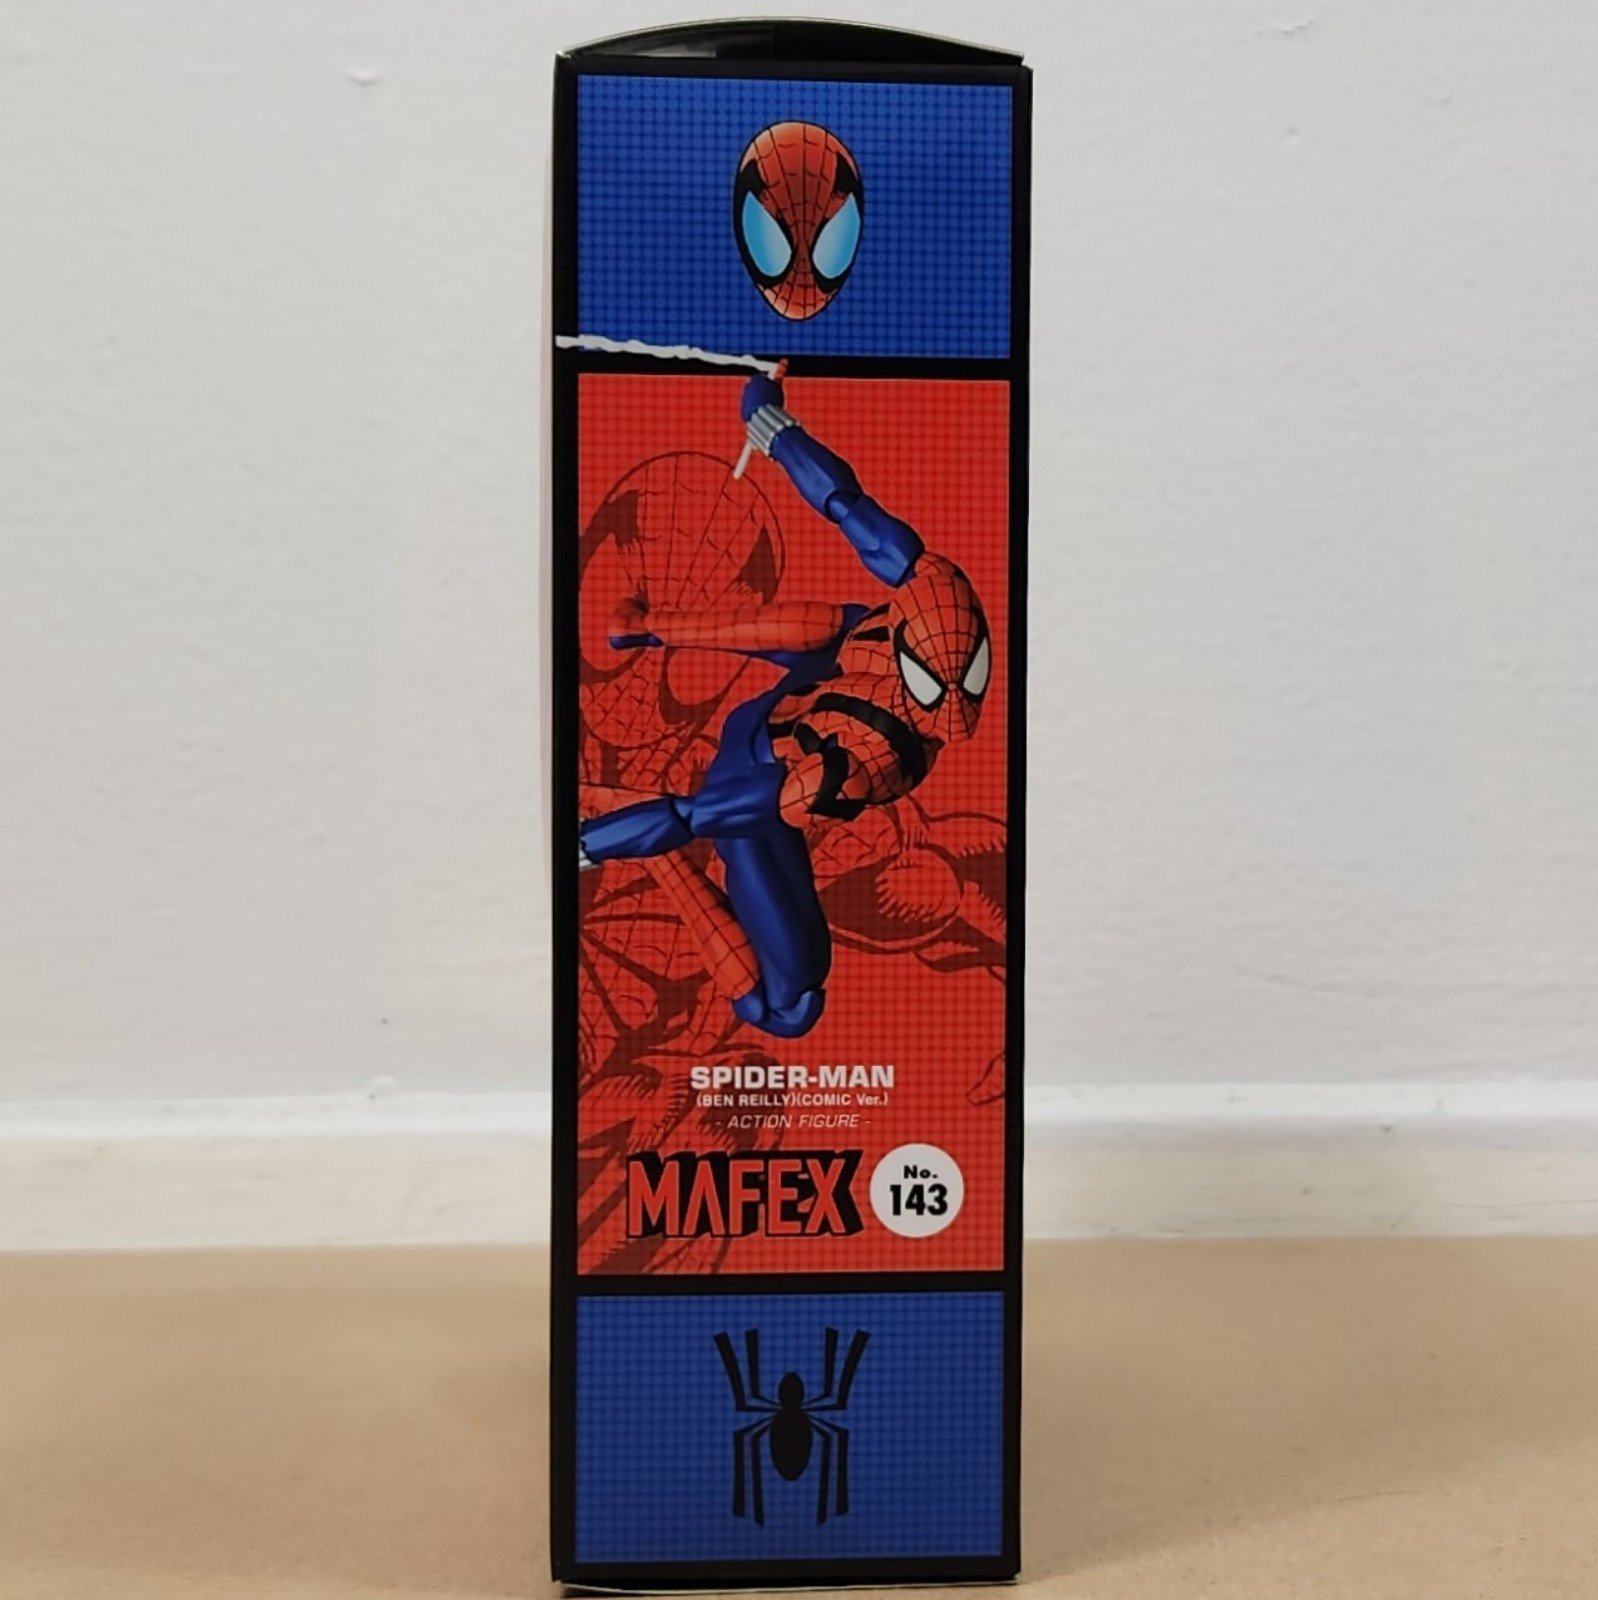 SPIDER-MAN
(BEN REILLY)(COMIC Ver.)
- ACTION FIGURE -
MAFEX
No.
143